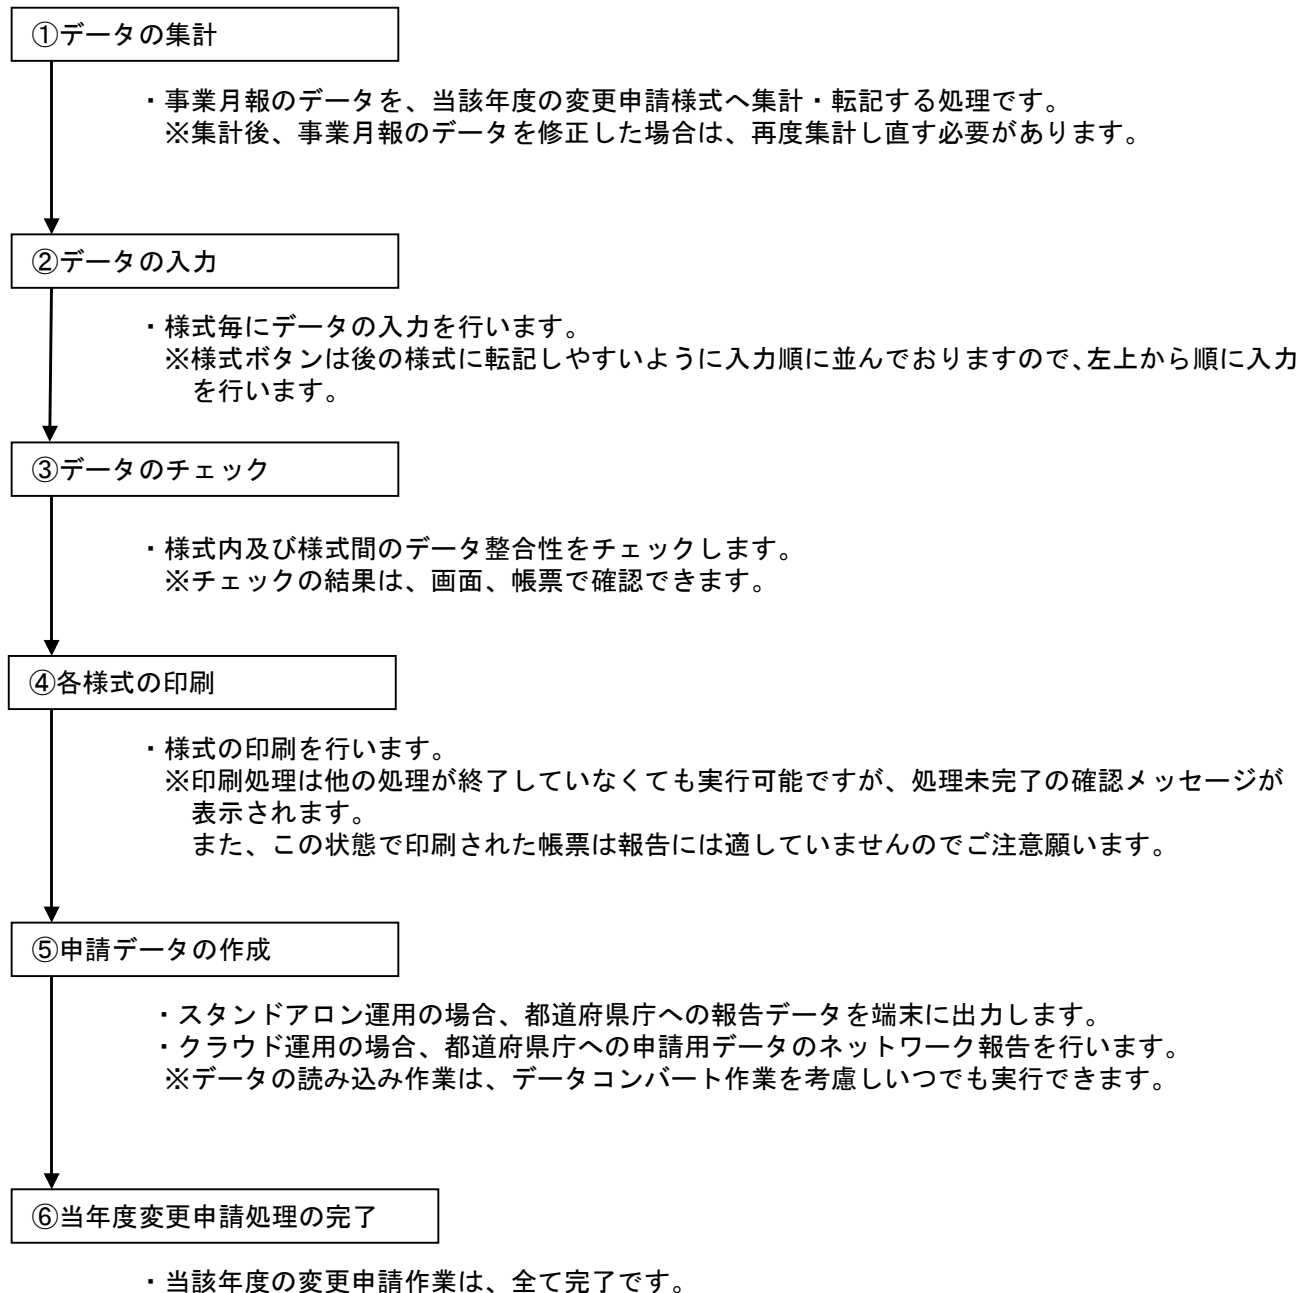 ①データの集計
・事業月報のデータを、当該年度の変更申請様式へ集計・転記する処理です。
※集計後、事業月報のデータを修正した場合は、再度集計し直す必要があります。
②データの入力
・様式毎にデータの入力を行います。
※様式ボタンは後の様式に転記しやすいように入力順に並んでおりますので、左上から順に入力
を行います。
③データのチェック
・様式内及び様式間のデータ整合性をチェックします。
※チェックの結果は、画面、帳票で確認できます。
④各様式の印刷
・様式の印刷を行います。
※印刷処理は他の処理が終了していなくても実行可能ですが、処理未完了の確認メッセージが
表示されます。
また、この状態で印刷された帳票は報告には適していませんのでご注意願います。
⑤申請データの作成
・スタンドアロン運用の場合、都道府県庁への報告データを端末に出力します。
・クラウド運用の場合、都道府県庁への申請用データのネットワーク報告を行います。
※データの読み込み作業は、データコンバート作業を考慮しいつでも実行できます。
⑥当年度変更申請処理の完了
・当該年度の変更申請作業は、全て完了です。